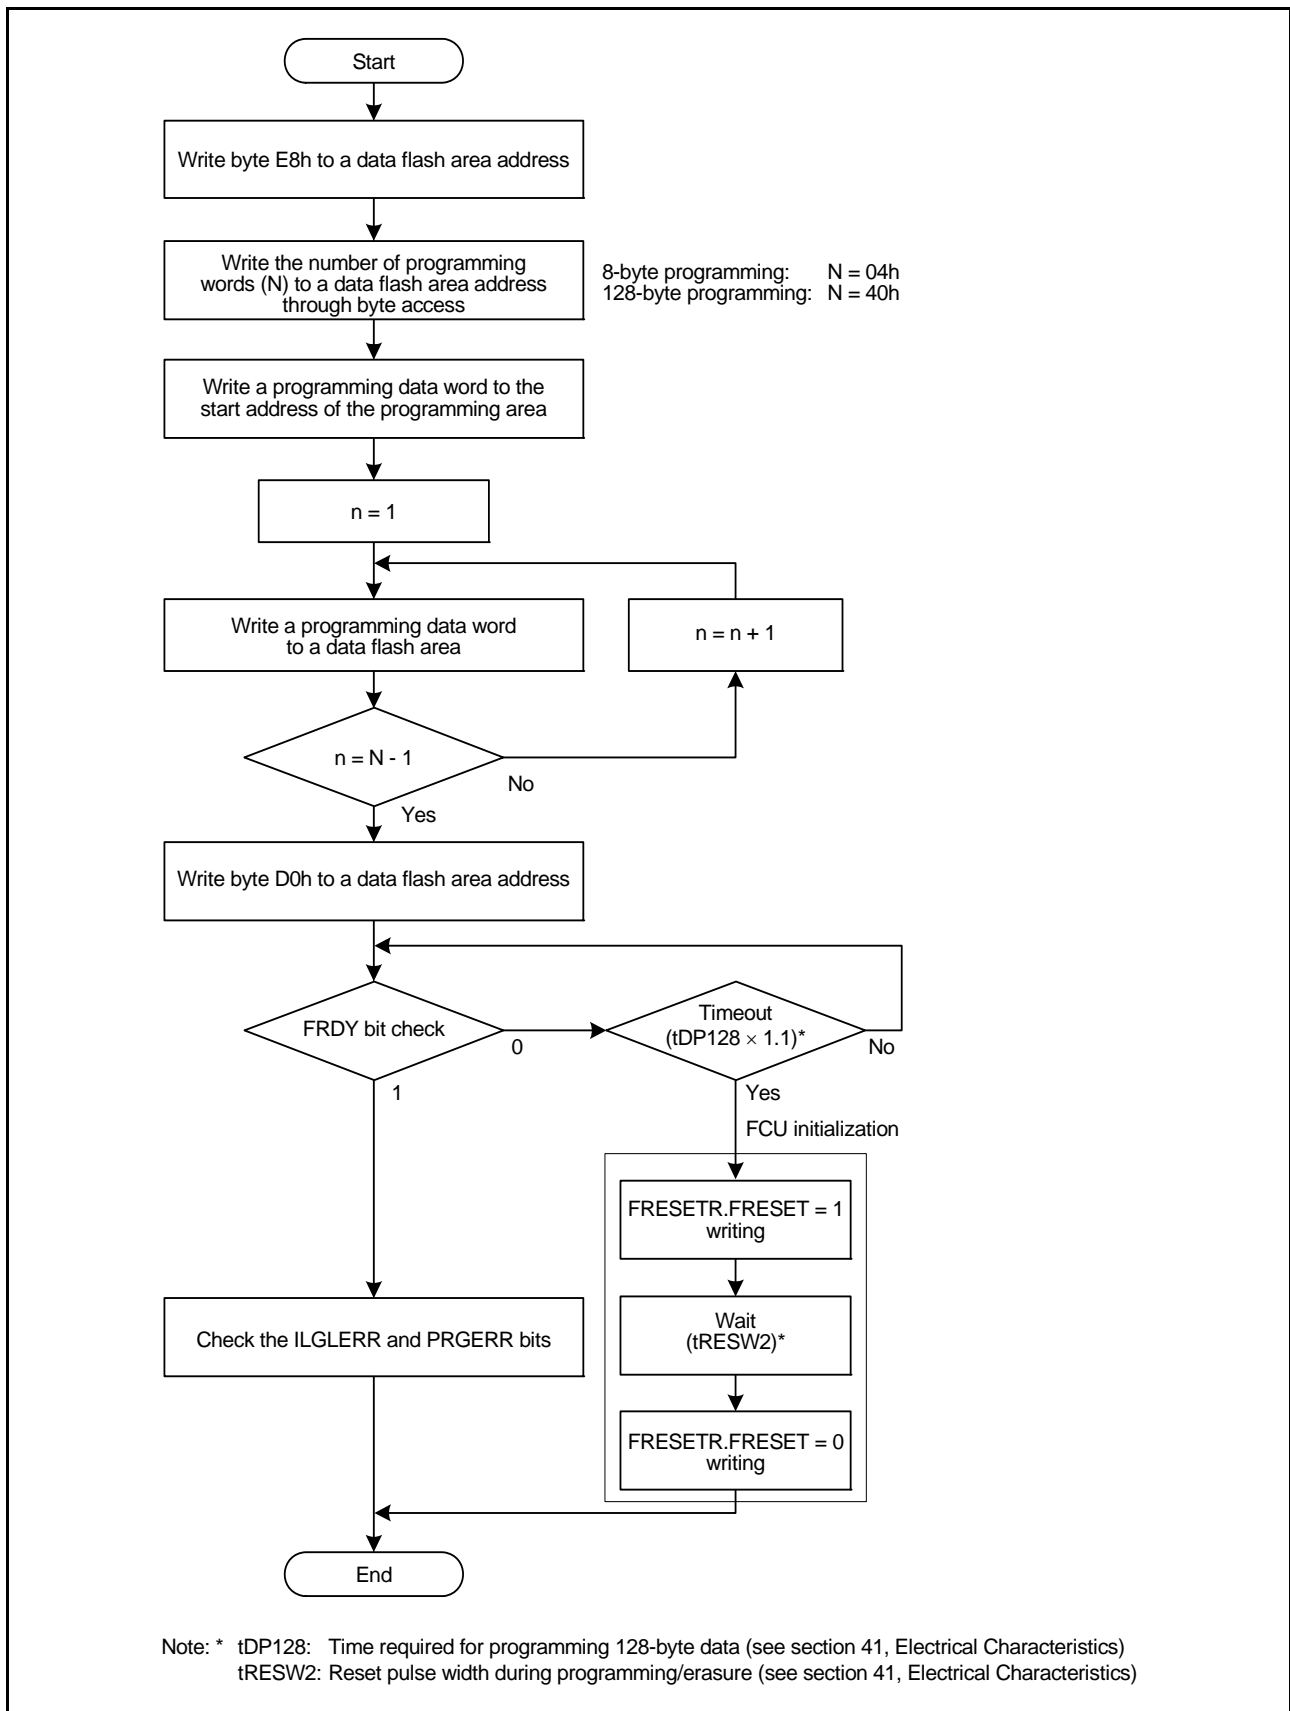 Start
Write byte E8h to a data flash area address
Write the number of programming
words (N) to a data flash area address
through byte access
8-byte programming: N = 04h
128-byte programming: N = 40h
Write a programming data word to the
start address of the programming area
n = 1
Write a programming data word
to a data flash area
n = n + 1
n = N - 1
No
Yes
Write byte D0h to a data flash area address
FRDY bit check
0
Timeout
(tDP128 × 1.1)*
No
1
Yes
FCU initialization
FRESETR.FRESET = 1
writing
Wait
(tRESW2)*
Check the ILGLERR and PRGERR bits
FRESETR.FRESET = 0
writing
End
Note: * tDP128: Time required for programming 128-byte data (see section 41, Electrical Characteristics)
tRESW2: Reset pulse width during programming/erasure (see section 41, Electrical Characteristics)